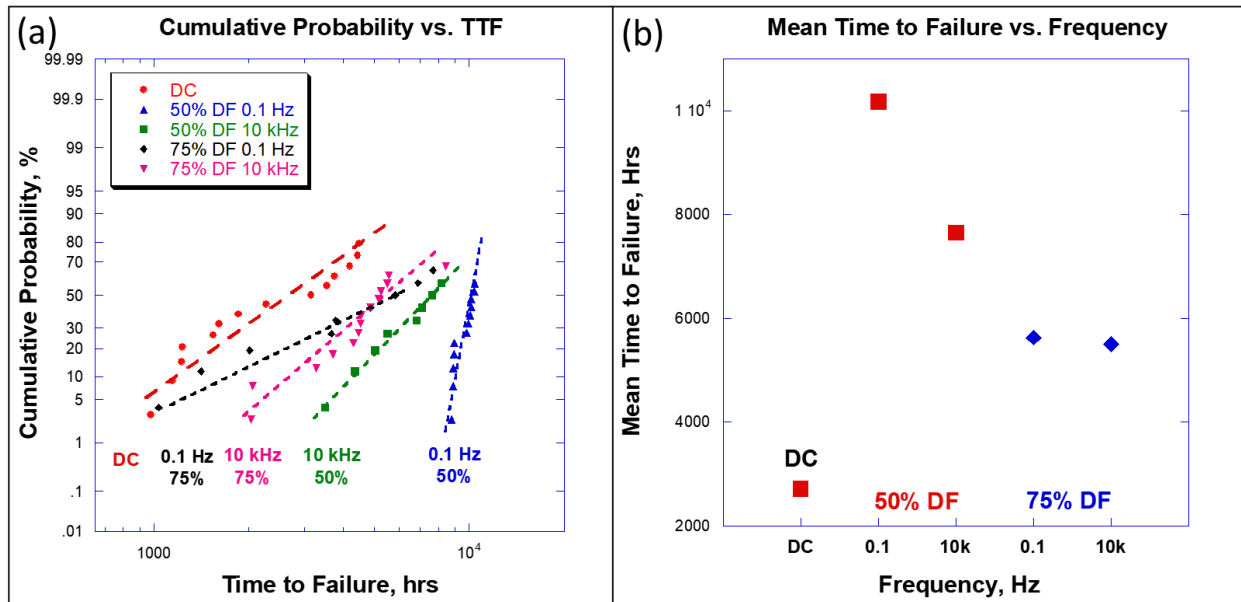 (a)
Cumulative Probability vs. TTF
Cumulative Probability, %
99.99
99.9
99
95
90
80
70
50
30
20
10
5
1
.1
.01
DC
50% DF 0.1 Hz
50% DF 10 kHz
75% DF 0.1 Hz
75% DF 10 kHz
DC
0.1 Hz
75%
10 kHz
75%
10 kHz
50%
0.1 Hz
50%
1000
10⁴
Time to Failure, hrs
(b)
Mean Time to Failure vs. Frequency
Mean Time to Failure, Hrs
1 10⁴
8000
6000
4000
2000
DC
50% DF
75% DF
DC
0.1
10k
0.1
10k
Frequency, Hz